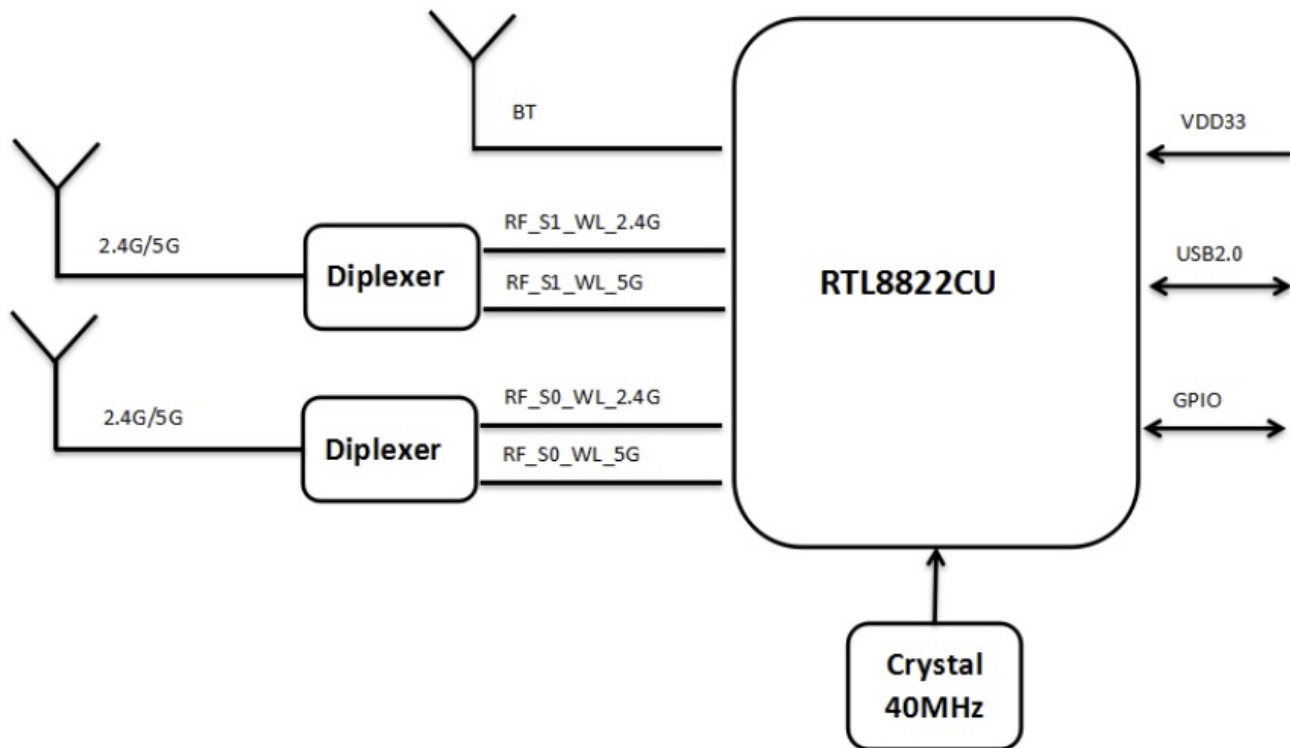 BT
VDD33
RF_S1_WL_2.4G
2.4G/5G
Diplexer
RTL8822CU
USB2.0
RF_S1_WL_5G
RF_S0_WL_2.4G
GPIO
2.4G/5G
Diplexer
RF_S0_WL_5G
Crystal
40MHz